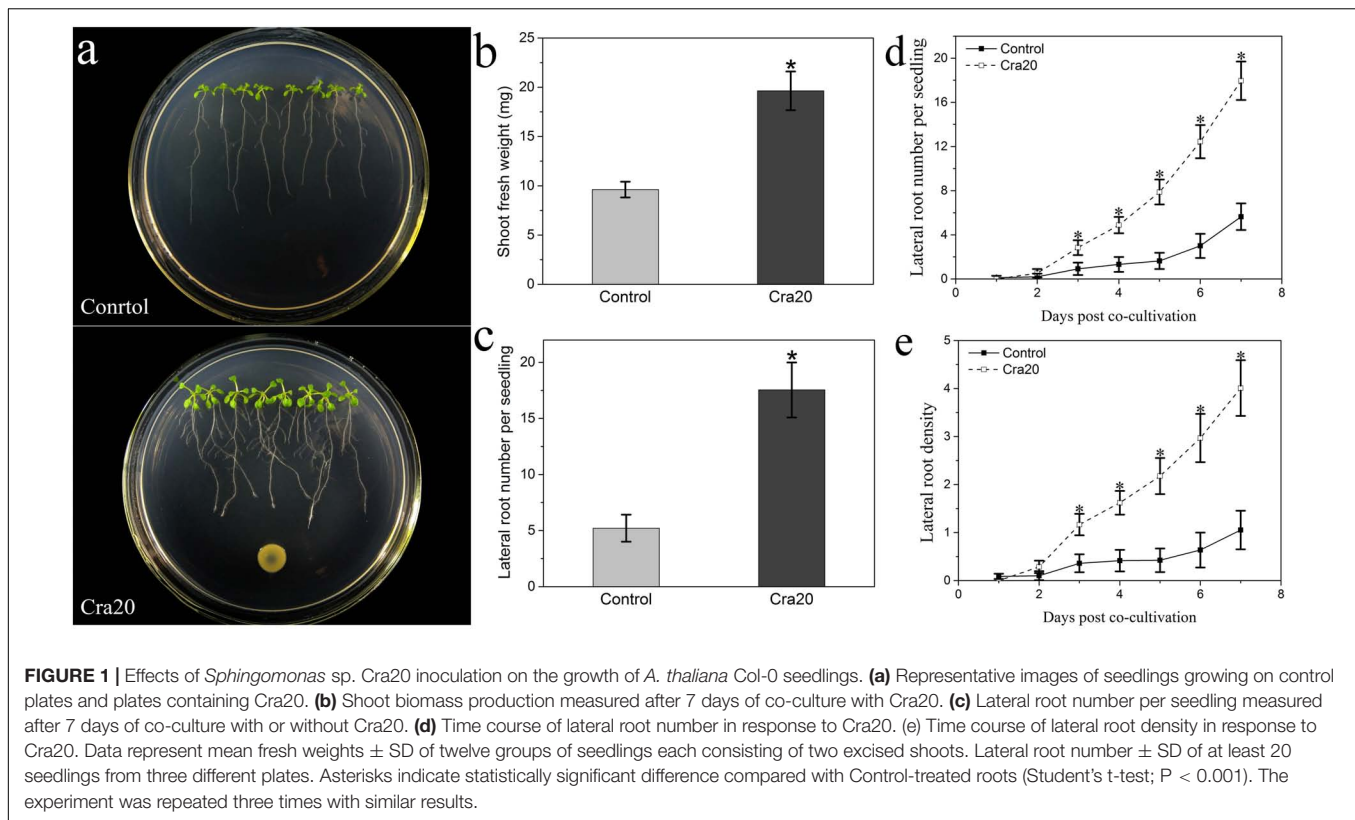 a
Conrtol
Cra20
b
25
20
15
10
5
0
Shoot fresh weight (mg)
*
Control
Cra20
c
20
15
10
5
0
Lateral root number per seedling
*
Control
Cra20
d
Control
Cra20
20
16
12
8
4
0
Lateral root number per seedling
* * * * *
0 2 4 6 8
Days post co-cultivation
e
Control
Cra20
5
4
3
2
1
0
Lateral root density
* * * * *
0 2 4 6 8
Days post co-cultivation
FIGURE 1 | Effects of Sphingomonas sp. Cra20 inoculation on the growth of A. thaliana Col-0 seedlings. (a) Representative images of seedlings growing on control
plates and plates containing Cra20. (b) Shoot biomass production measured after 7 days of co-culture with Cra20. (c) Lateral root number per seedling measured
after 7 days of co-culture with or without Cra20. (d) Time course of lateral root number in response to Cra20. (e) Time course of lateral root density in response to
Cra20. Data represent mean fresh weights ± SD of twelve groups of seedlings each consisting of two excised shoots. Lateral root number ± SD of at least 20
seedlings from three different plates. Asterisks indicate statistically significant difference compared with Control-treated roots (Student's t-test; P < 0.001). The
experiment was repeated three times with similar results.